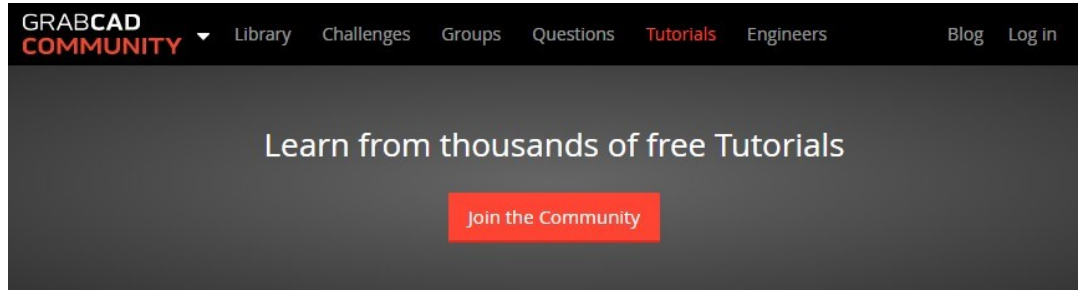 GRABCAD
COMMUNITY Library Challenges Groups Questions Tutorials Engineers Blog Log in
Learn from thousands of free Tutorials
Join the Community